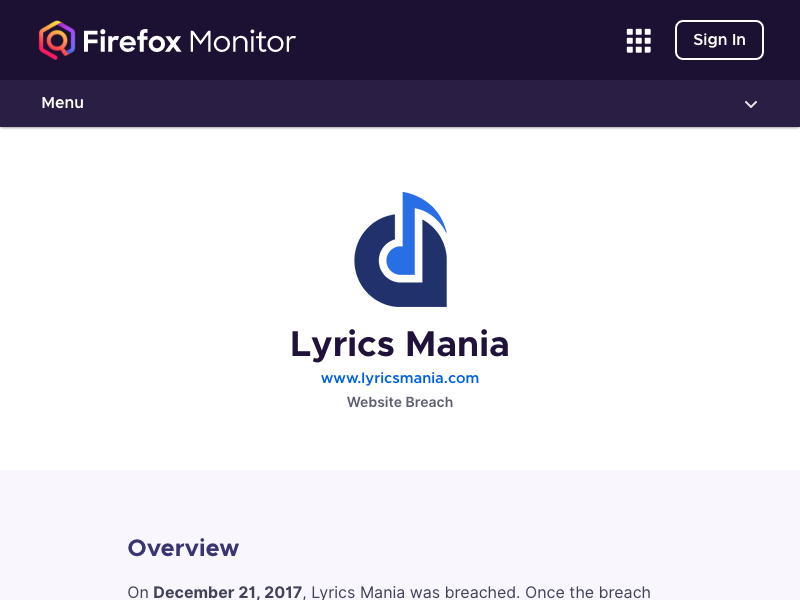 Firefox Monitor
Sign In
Menu
Lyrics Mania
www.lyricsmania.com
Website Breach
Overview
On December 21, 2017, Lyrics Mania was breached. Once the breach